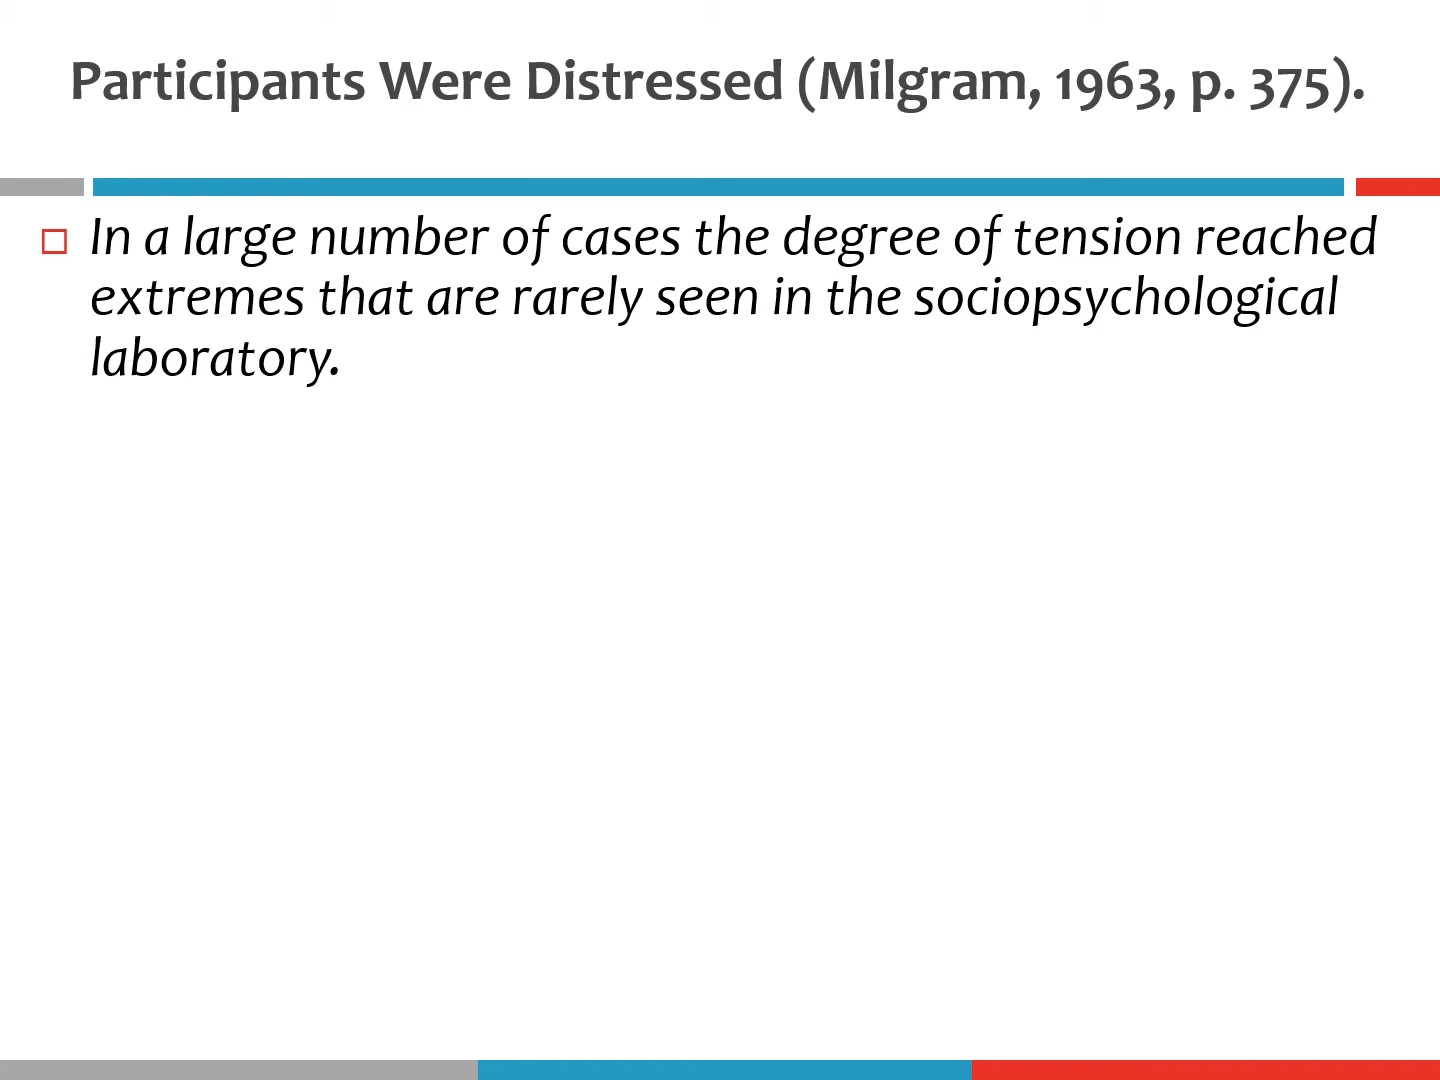 Participants Were Distressed (Milgram, 1963, p. 375).
In a large number of cases the degree of tension reached
extremes that are rarely seen in the sociopsychological
laboratory.